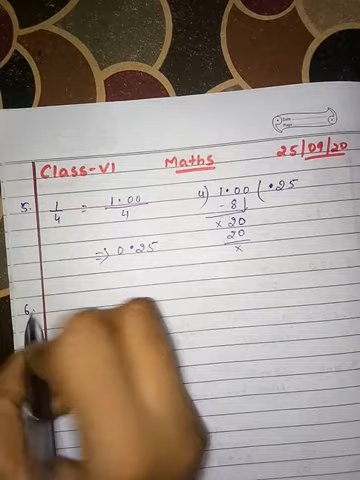 Date
Page
Class-VI Maths 25/09/20
5. 1/4 = 1.00/4 4) 1.00 ( .25
- 8↓
× 20
20
×
=> 0.25
6.